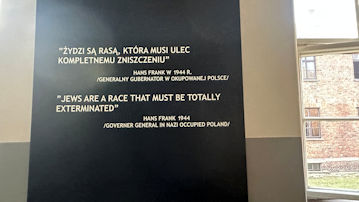 "ŻYDZI SĄ RASĄ, KTÓRA MUSI ULEC
KOMPLETNEMU ZNISZCZENIU"
HANS FRANK W 1944 R.
/GENERALNY GUBERNATOR W OKUPOWANEJ POLSCE/
"JEWS ARE A RACE THAT MUST BE TOTALLY
EXTERMINATED"
HANS FRANK 1944
/GOVERNER GENERAL IN NAZI OCCUPIED POLAND/